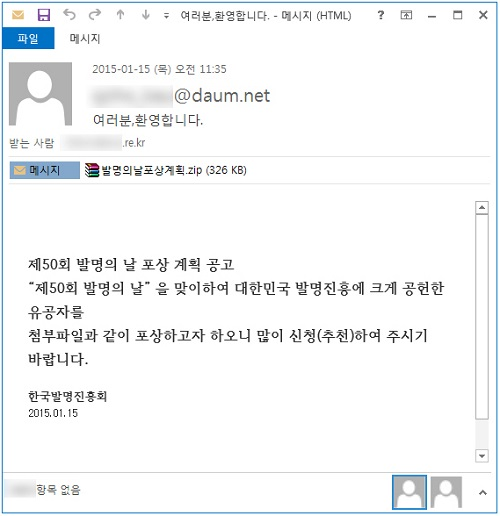 여러분,환영합니다. - 메시지 (HTML)
파일 메시지
2015-01-15 (목) 오전 11:35
@daum.net
여러분,환영합니다.
받는 사람 .re.kr
메시지 발명의날포상계획.zip (326 KB)
제50회 발명의 날 포상 계획 공고
“제50회 발명의 날” 을 맞이하여 대한민국 발명진흥에 크게 공헌한
유공자를
첨부파일과 같이 포상하고자 하오니 많이 신청(추천)하여 주시기
바랍니다.
한국발명진흥회
2015.01.15
항목 없음